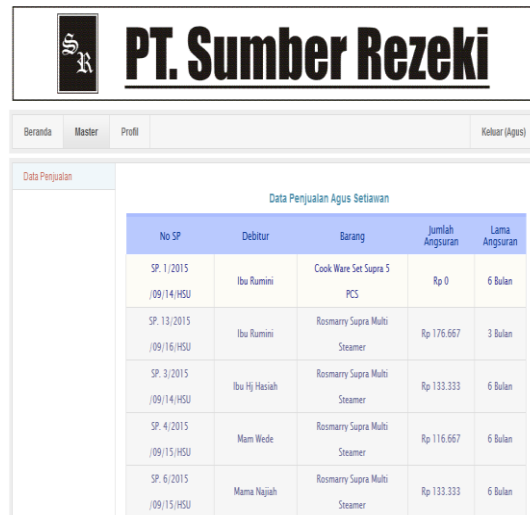 SR PT. Sumber Rezeki
Beranda Master Profil Keluar (Agus)
Data Penjualan
Data Penjualan Agus Setiawan
No SP Debitur Barang Jumlah Angsuran Lama Angsuran
SP. 1/2015 /09/14/HSU Ibu Rumini Cook Ware Set Supra 5 PCS Rp 0 6 Bulan
SP. 13/2015 /09/16/HSU Ibu Rumini Rosmarry Supra Multi Steamer Rp 176.667 3 Bulan
SP. 3/2015 /09/14/HSU Ibu Hj Hasiah Rosmarry Supra Multi Steamer Rp 133.333 6 Bulan
SP. 4/2015 /09/15/HSU Mam Wede Rosmarry Supra Multi Steamer Rp 116.667 6 Bulan
SP. 6/2015 /09/15/HSU Mama Najiah Rosmarry Supra Multi Steamer Rp 133.333 6 Bulan